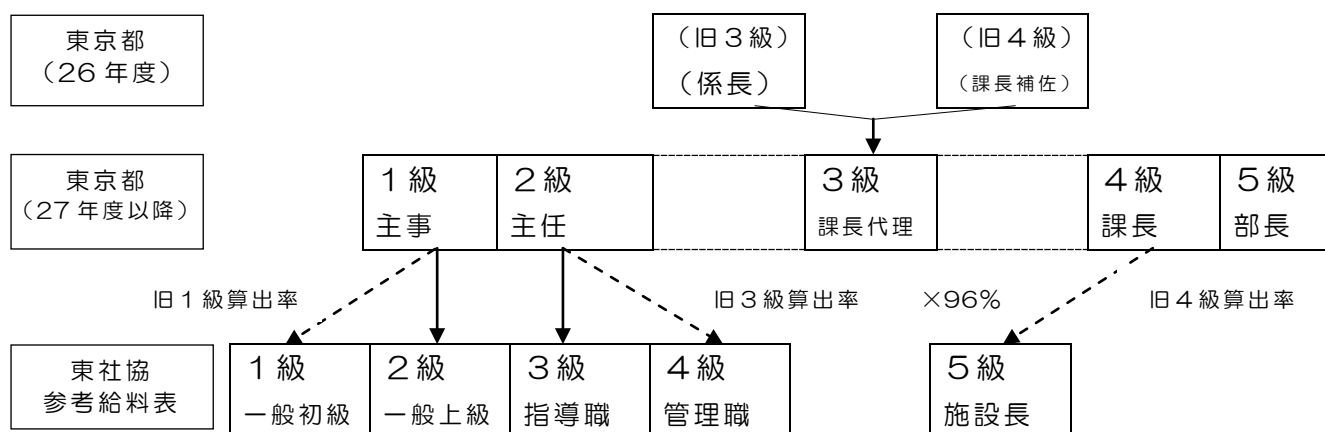 東京都
（26年度）
（旧３級）
（係長）
（旧４級）
（課長補佐）
東京都
（27年度以降）
１級
主事
２級
主任
３級
課長代理
４級
課長
５級
部長
旧１級算出率
旧３級算出率
×96%
旧４級算出率
東社協
参考給料表
１級
一般初級
２級
一般上級
３級
指導職
４級
管理職
５級
施設長